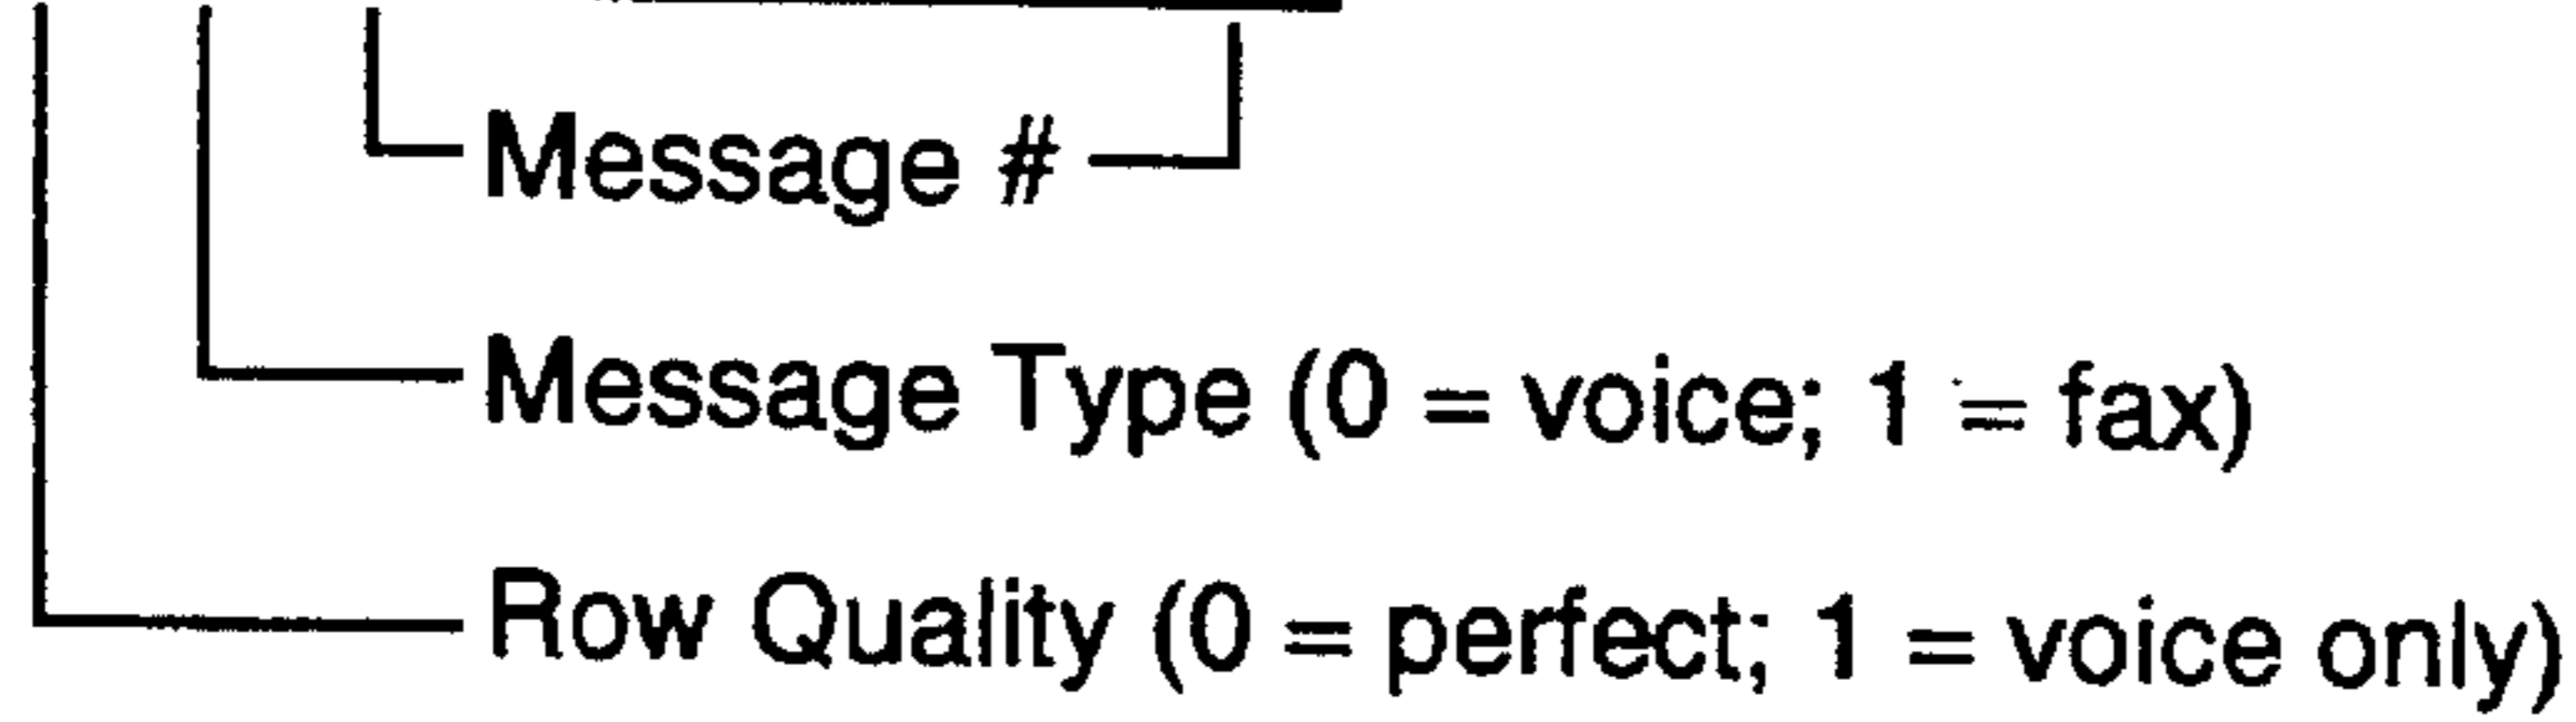 Message #
Message Type (0 = voice; 1 = fax)
Row Quality (0 = perfect; 1 = voice only)